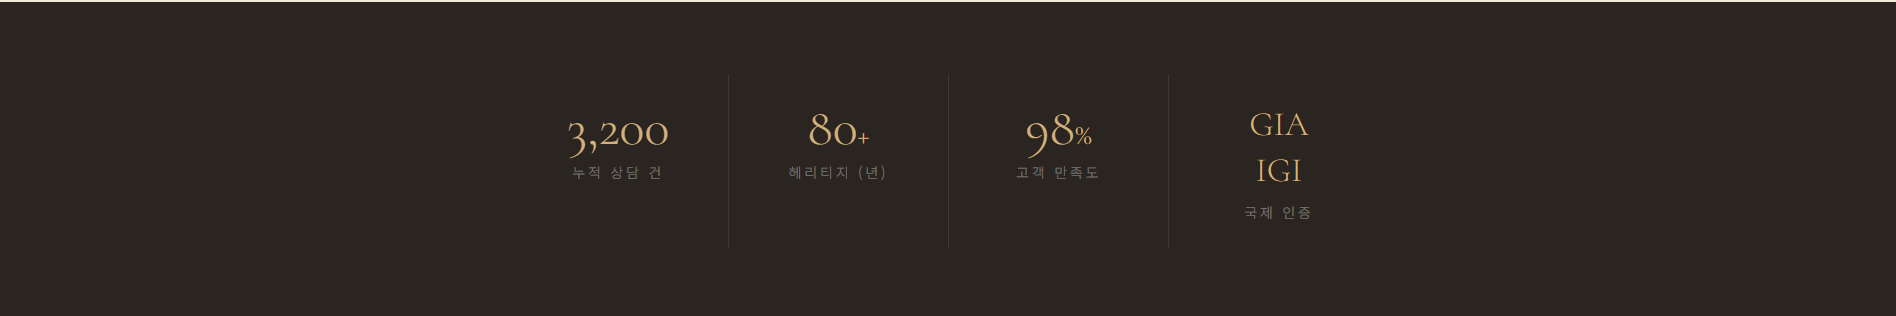 3,200
누적 상담 건
80+
헤리티지 (년)
98%
고객 만족도
GIA
IGI
국제 인증